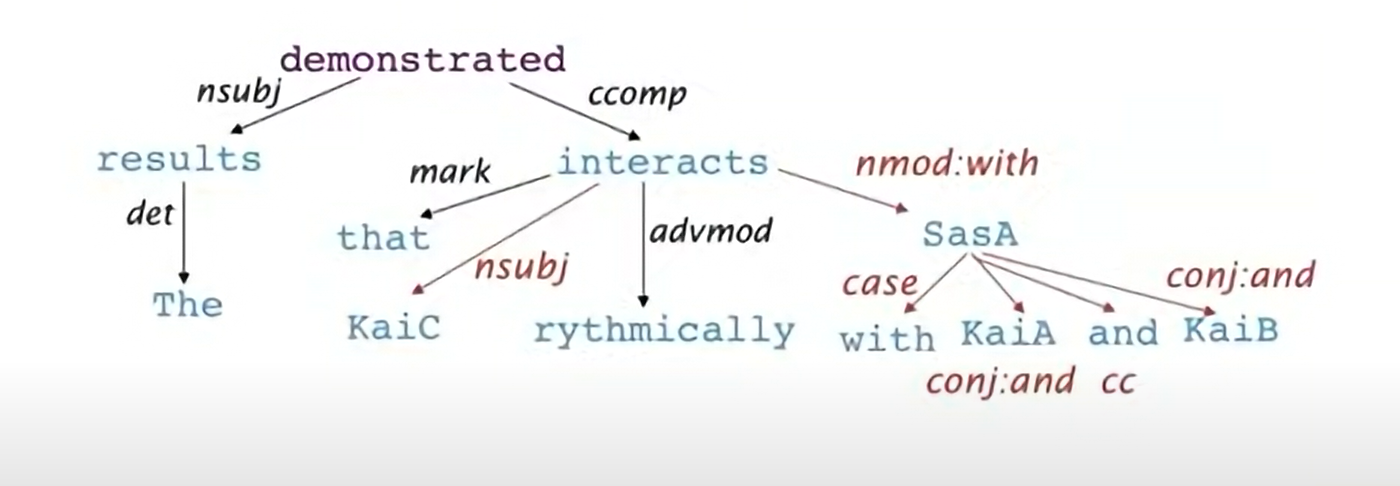 demonstrated
nsubj ccomp
results mark interacts nmod:with
det that advmod SasA
nsubj case conj:and
The KaiC rythmically with KaiA and KaiB
conj:and cc